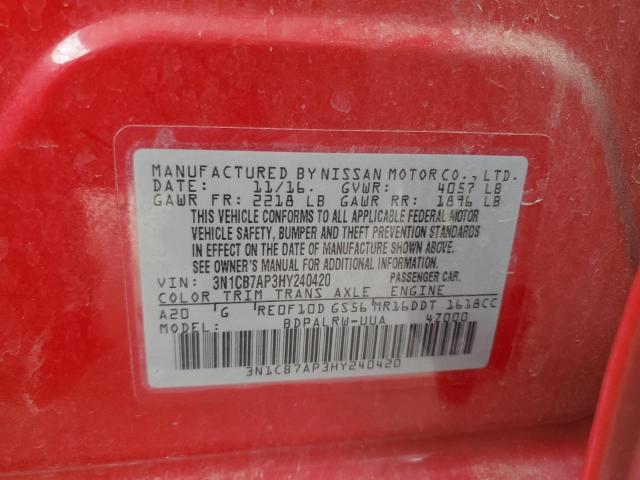 MANUFACTURED BY NISSAN MOTOR CO., LTD.
DATE: 11/16. GVWR: 4057 LB
GAWR FR: 2218 LB GAWR RR: 1896 LB
THIS VEHICLE CONFORMS TO ALL APPLICABLE FEDERAL MOTOR
VEHICLE SAFETY, BUMPER AND THEFT PREVENTION STANDARDS
IN EFFECT ON THE DATE OF MANUFACTURE SHOWN ABOVE.
SEE OWNER'S MANUAL FOR ADDITIONAL INFORMATION.
VIN: 3N1CB7AP3HY240420 PASSENGER CAR.
COLOR TRIM TRANS AXLE ENGINE
A20 G RE0F10D GS56 MR16DDT 1618CC
MODEL: BDPALRW-UUA 4Z000
3N1CB7AP3HY240420